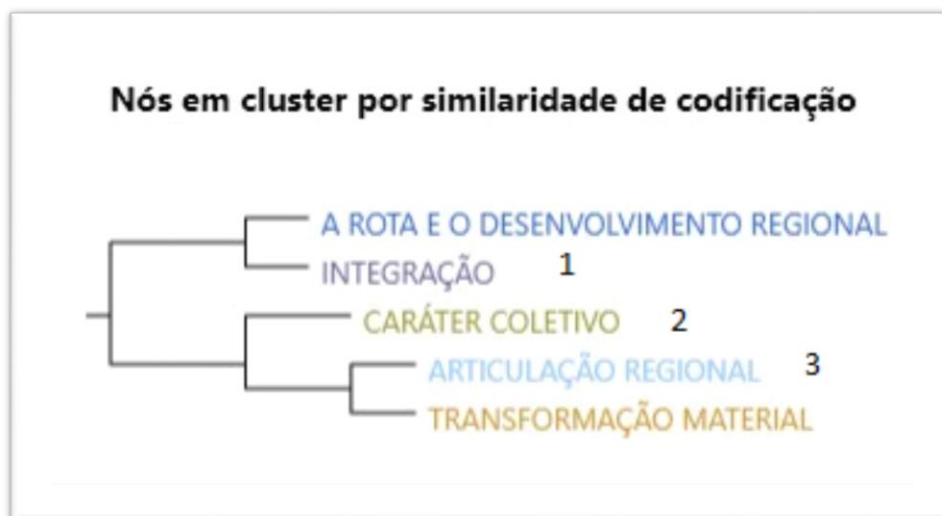 Nós em cluster por similaridade de codificação
A ROTA E O DESENVOLVIMENTO REGIONAL
INTEGRAÇÃO 1
CARÁTER COLETIVO 2
ARTICULAÇÃO REGIONAL 3
TRANSFORMAÇÃO MATERIAL